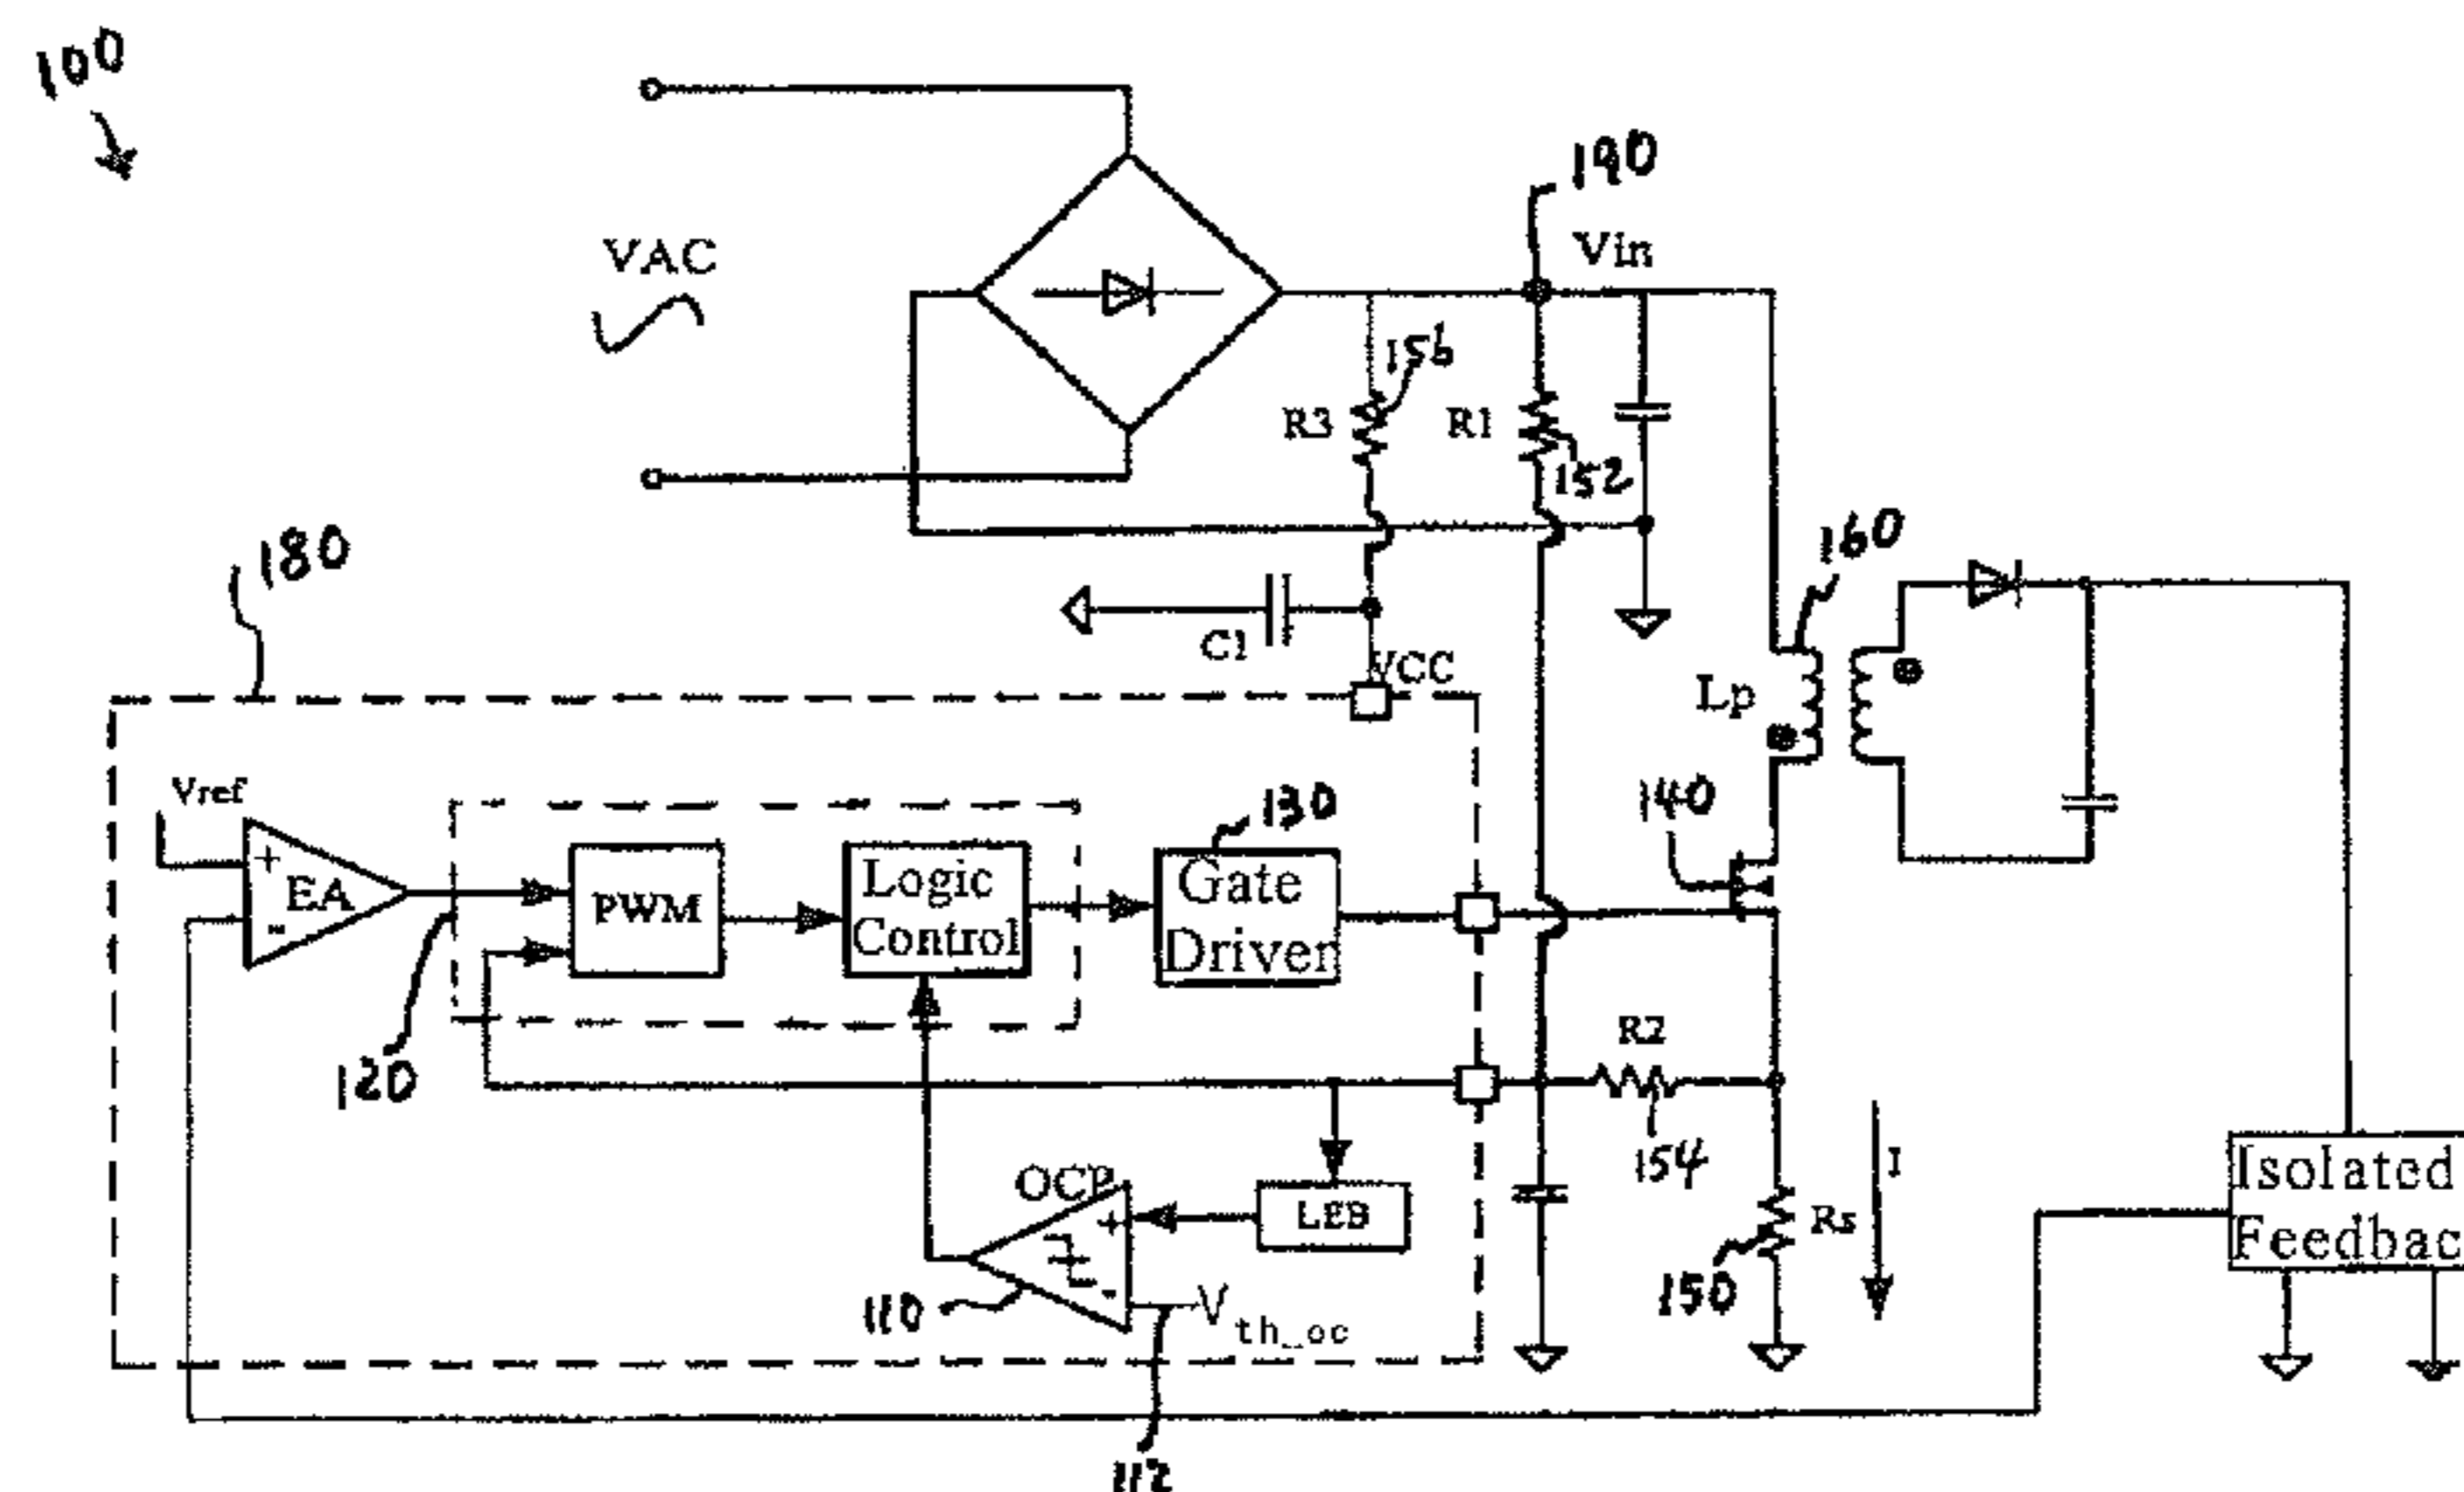 100
190
Vin
VAC
156
R3
R1
152
160
180
C1
VCC
Lp
Vref
140
130
+
EA
-
PWM
Logic
Control
Gate
Driver
120
R2
154
I
OCP
+
-
LEB
Rs
150
110
V
th_oc
Isolated
Feedbac
112